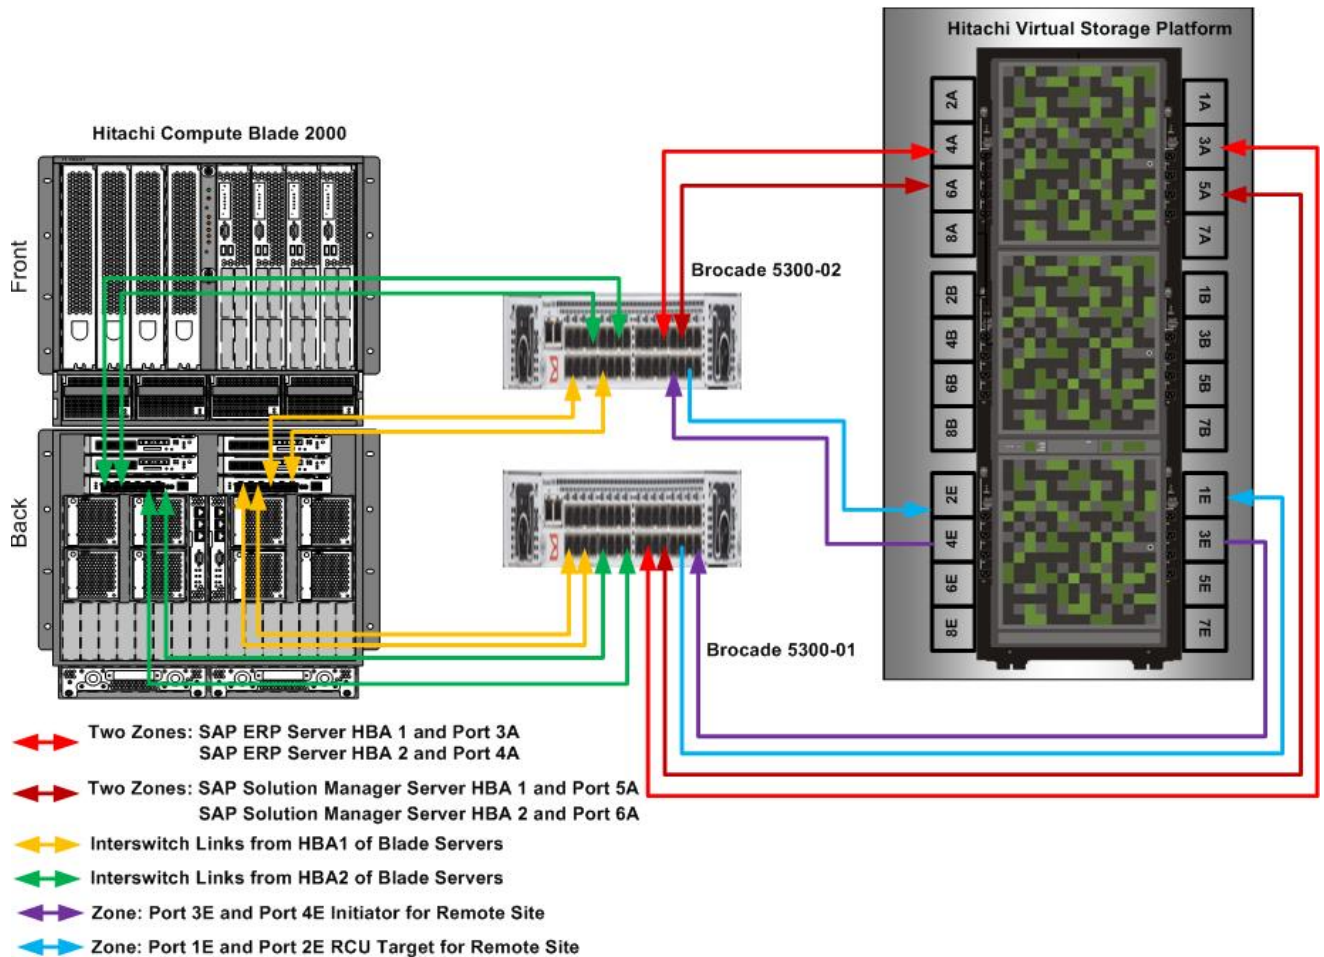 Hitachi Virtual Storage Platform
Hitachi Compute Blade 2000
Front
Back
Brocade 5300-02
Brocade 5300-01
2A
4A
6A
8A
2B
4B
6B
8B
2E
4E
6E
8E
1A
3A
5A
7A
1B
3B
5B
7B
1E
3E
5E
7E
Two Zones: SAP ERP Server HBA 1 and Port 3A
SAP ERP Server HBA 2 and Port 4A
Two Zones: SAP Solution Manager Server HBA 1 and Port 5A
SAP Solution Manager Server HBA 2 and Port 6A
Interswitch Links from HBA1 of Blade Servers
Interswitch Links from HBA2 of Blade Servers
Zone: Port 3E and Port 4E Initiator for Remote Site
Zone: Port 1E and Port 2E RCU Target for Remote Site